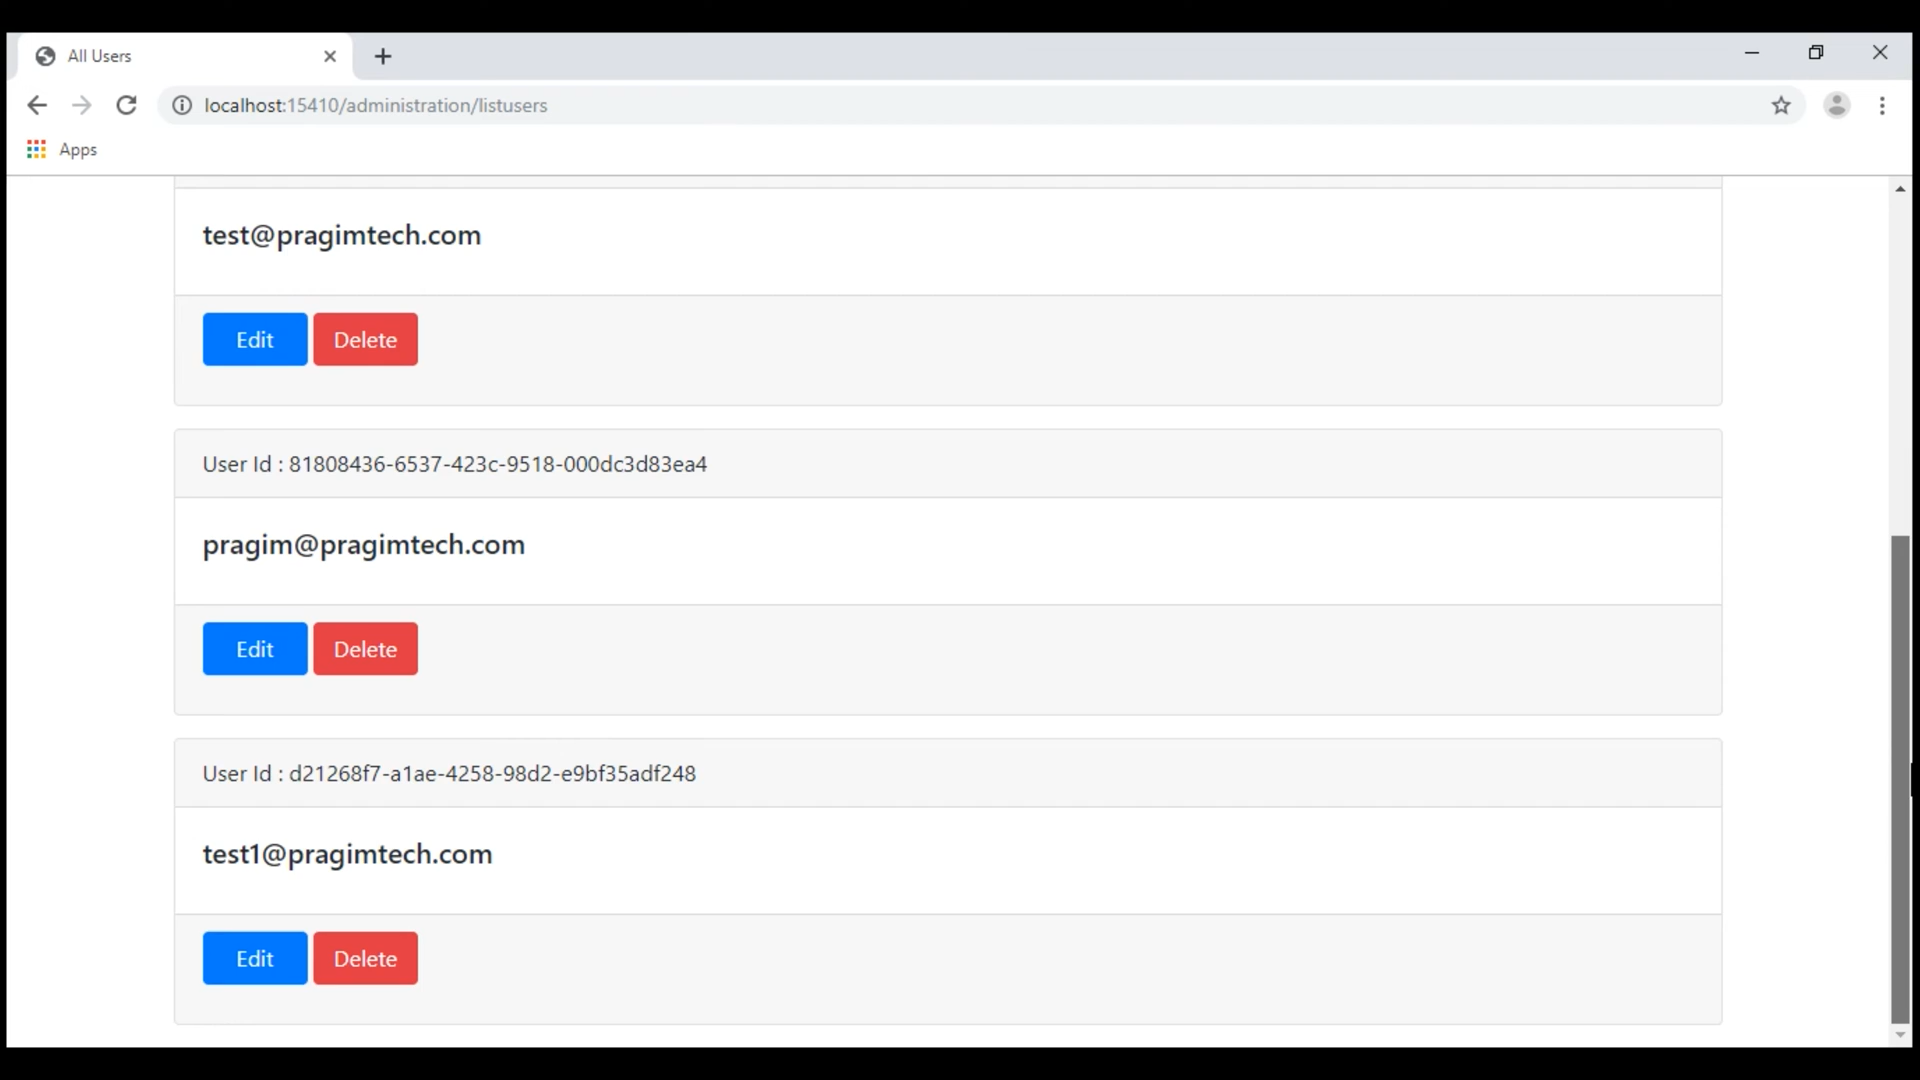 All Users
localhost:15410/administration/listusers
Apps
test@pragimtech.com
Edit Delete
User Id : 81808436-6537-423c-9518-000dc3d83ea4
pragim@pragimtech.com
Edit Delete
User Id : d21268f7-a1ae-4258-98d2-e9bf35adf248
test1@pragimtech.com
Edit Delete